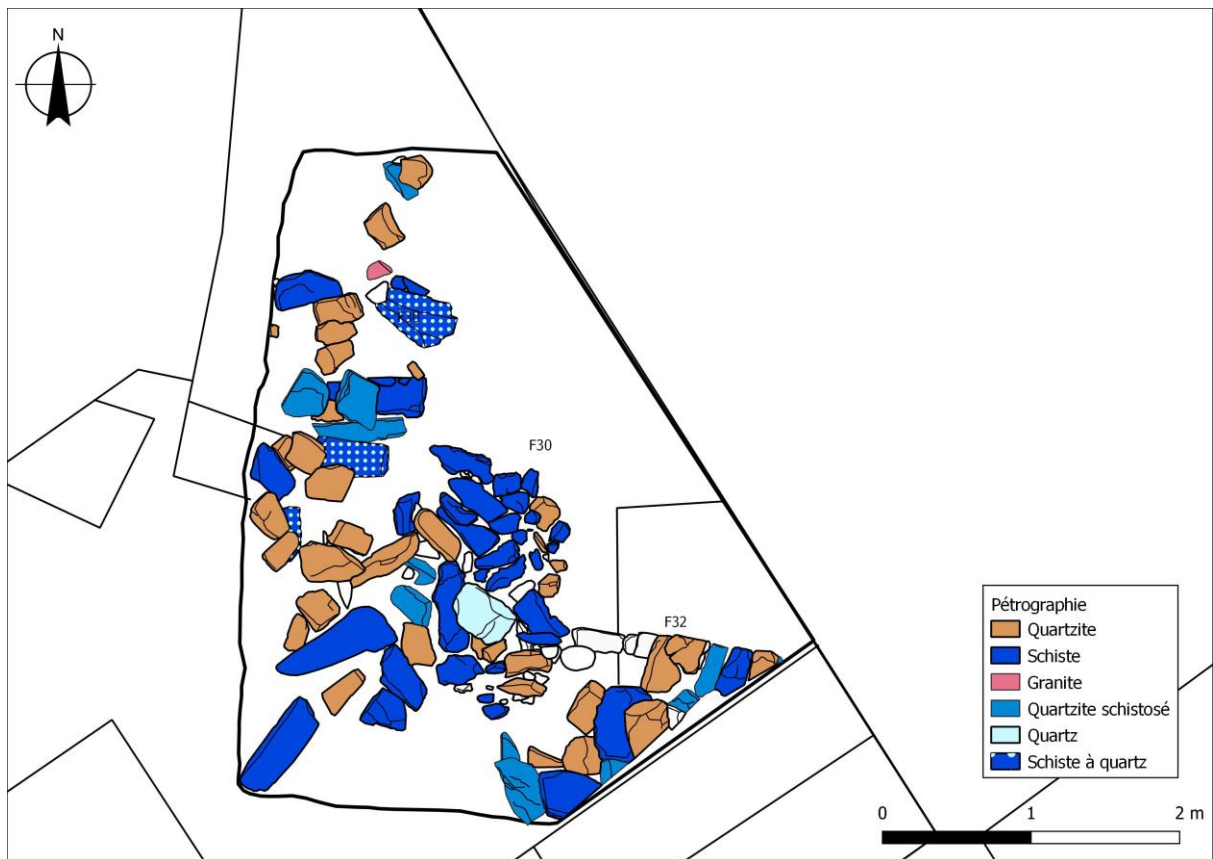 N
F30
F32
Pétrographie
Quartzite
Schiste
Granite
Quartzite schistosé
Quartz
Schiste à quartz
0 1 2 m